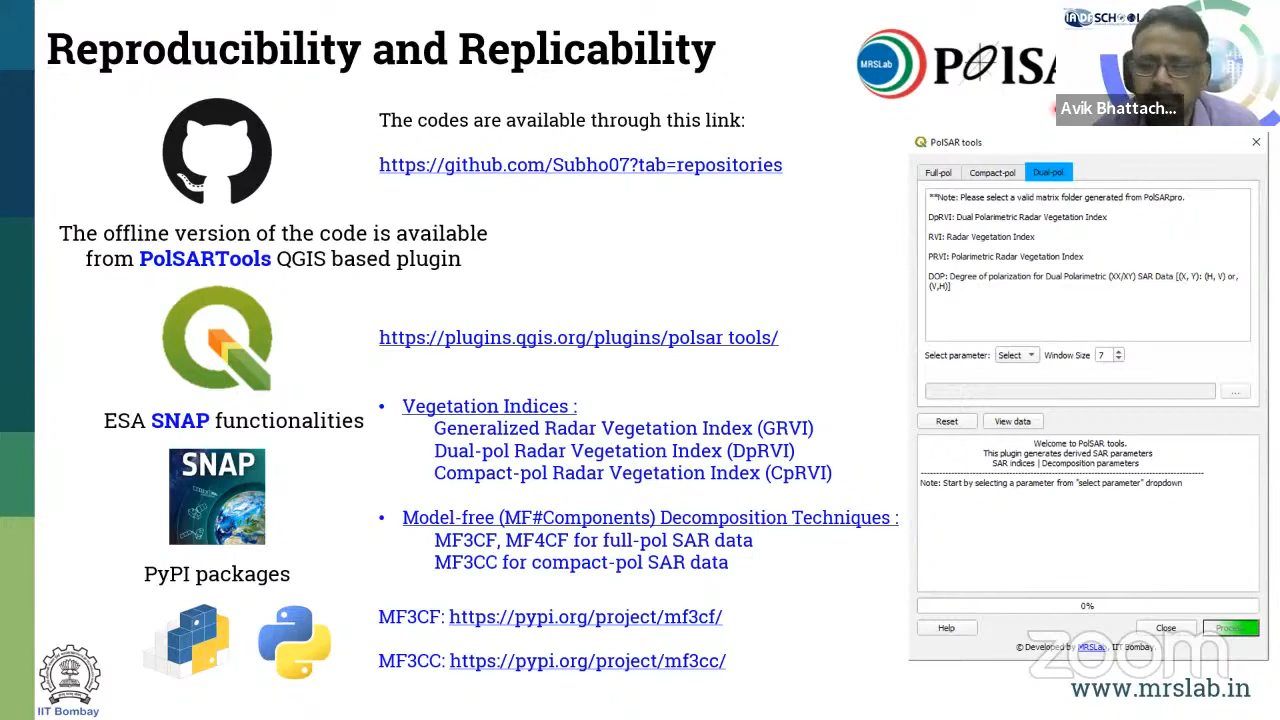 Reproducibility and Replicability
MRSLab
PolSA
IADF SCHOOL
Avik Bhattach...
The codes are available through this link:
https://github.com/Subho07?tab=repositories
The offline version of the code is available
from PolSARTools QGIS based plugin
https://plugins.qgis.org/plugins/polsar tools/
ESA SNAP functionalities
SNAP
• Vegetation Indices :
Generalized Radar Vegetation Index (GRVI)
Dual-pol Radar Vegetation Index (DpRVI)
Compact-pol Radar Vegetation Index (CpRVI)
• Model-free (MF#Components) Decomposition Techniques :
MF3CF, MF4CF for full-pol SAR data
MF3CC for compact-pol SAR data
PyPI packages
MF3CF: https://pypi.org/project/mf3cf/
MF3CC: https://pypi.org/project/mf3cc/
IIT Bombay
PolSAR tools
Full-pol Compact-pol Dual-pol
**Note: Please select a valid matrix folder generated from PolSARpro.
DpRVI: Dual Polarimetric Radar Vegetation Index
RVI: Radar Vegetation Index
PRVI: Polarimetric Radar Vegetation Index
DOP: Degree of polarization for Dual Polarimetric (XX/XY) SAR Data [(X, Y): (H, V) or,
(V,H)]
Select parameter: Select Window Size 7
...
Reset View data
Welcome to PolSAR tools.
This plugin generates derived SAR parameters
SAR indices | Decomposition parameters
Note: Start by selecting a parameter from "select parameter" dropdown
0%
Help Close
© Developed by MRSLab, IIT Bombay.
zoom
www.mrslab.in